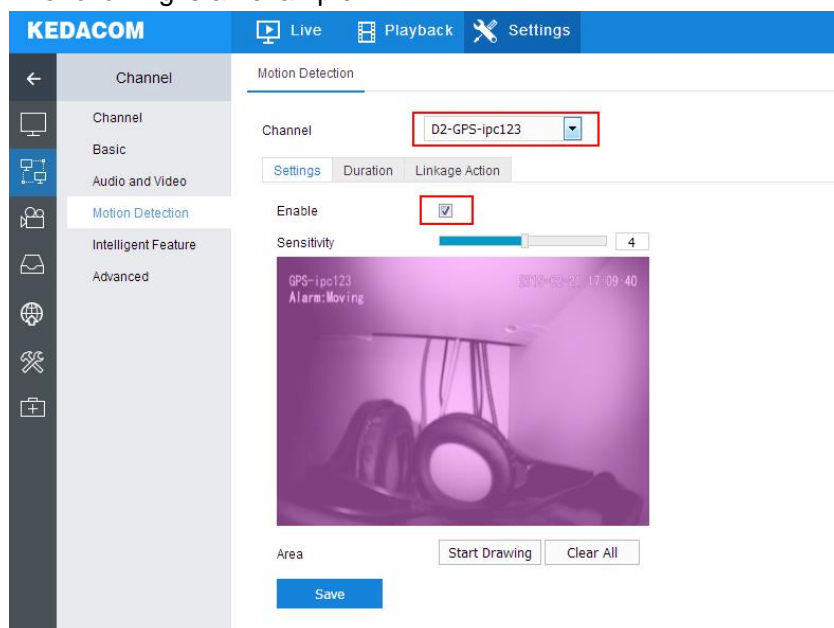 KEDACOM Live Playback Settings
Channel
Motion Detection
Channel
Basic
Audio and Video
Motion Detection
Intelligent Feature
Advanced
Channel D2-GPS-ipc123
Settings Duration Linkage Action
Enable
Sensitivity 4
GPS-ipc123 17:09:40
Alarm:Moving
Area Start Drawing Clear All
Save